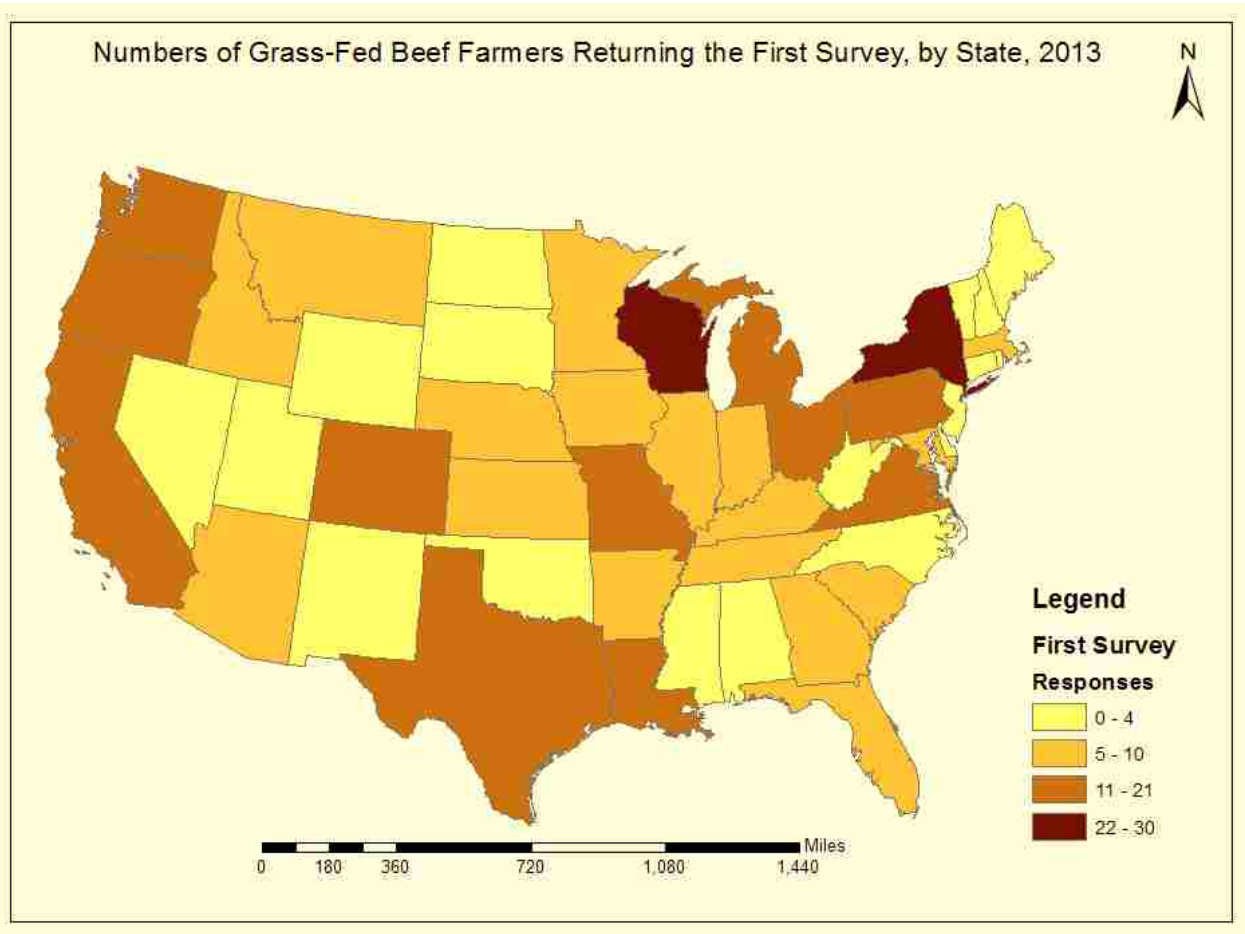 Numbers of Grass-Fed Beef Farmers Returning the First Survey, by State, 2013
N
Legend
First Survey
Responses
0 - 4
5 - 10
11 - 21
22 - 30
Miles
0 180 360 720 1,080 1,440